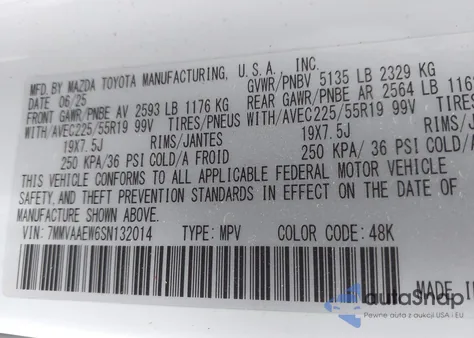 MFD. BY MAZDA TOYOTA MANUFACTURING, U.S.A. INC.
DATE 06/25 GVWR/PNBV 5135 LB 2329 KG
FRONT GAWR/PNBE AV 2593 LB 1176 KG REAR GAWR/PNBE AR 2564 LB 116
WITH/AVEC225/55R19 99V TIRES/PNEUS WITH/AVEC225/55R19 99V TIRES/P
19X7.5J RIMS/JANTES 19X7.5J RIMS/J
250 KPA/36 PSI COLD/A FROID 250 KPA/ 36 PSI COLD/A
THIS VEHICLE CONFORMS TO ALL APPLICABLE FEDERAL MOTOR VEHICLE
SAFETY, AND THEFT PREVENTION STANDARDS IN EFFECT ON THE DATE OF
MANUFACTURE SHOWN ABOVE.
VIN: 7MMVAAEW6SN132014 TYPE: MPV COLOR CODE: 48K
MADE I
autoSnap
Pewne auta z aukcji USA i EU